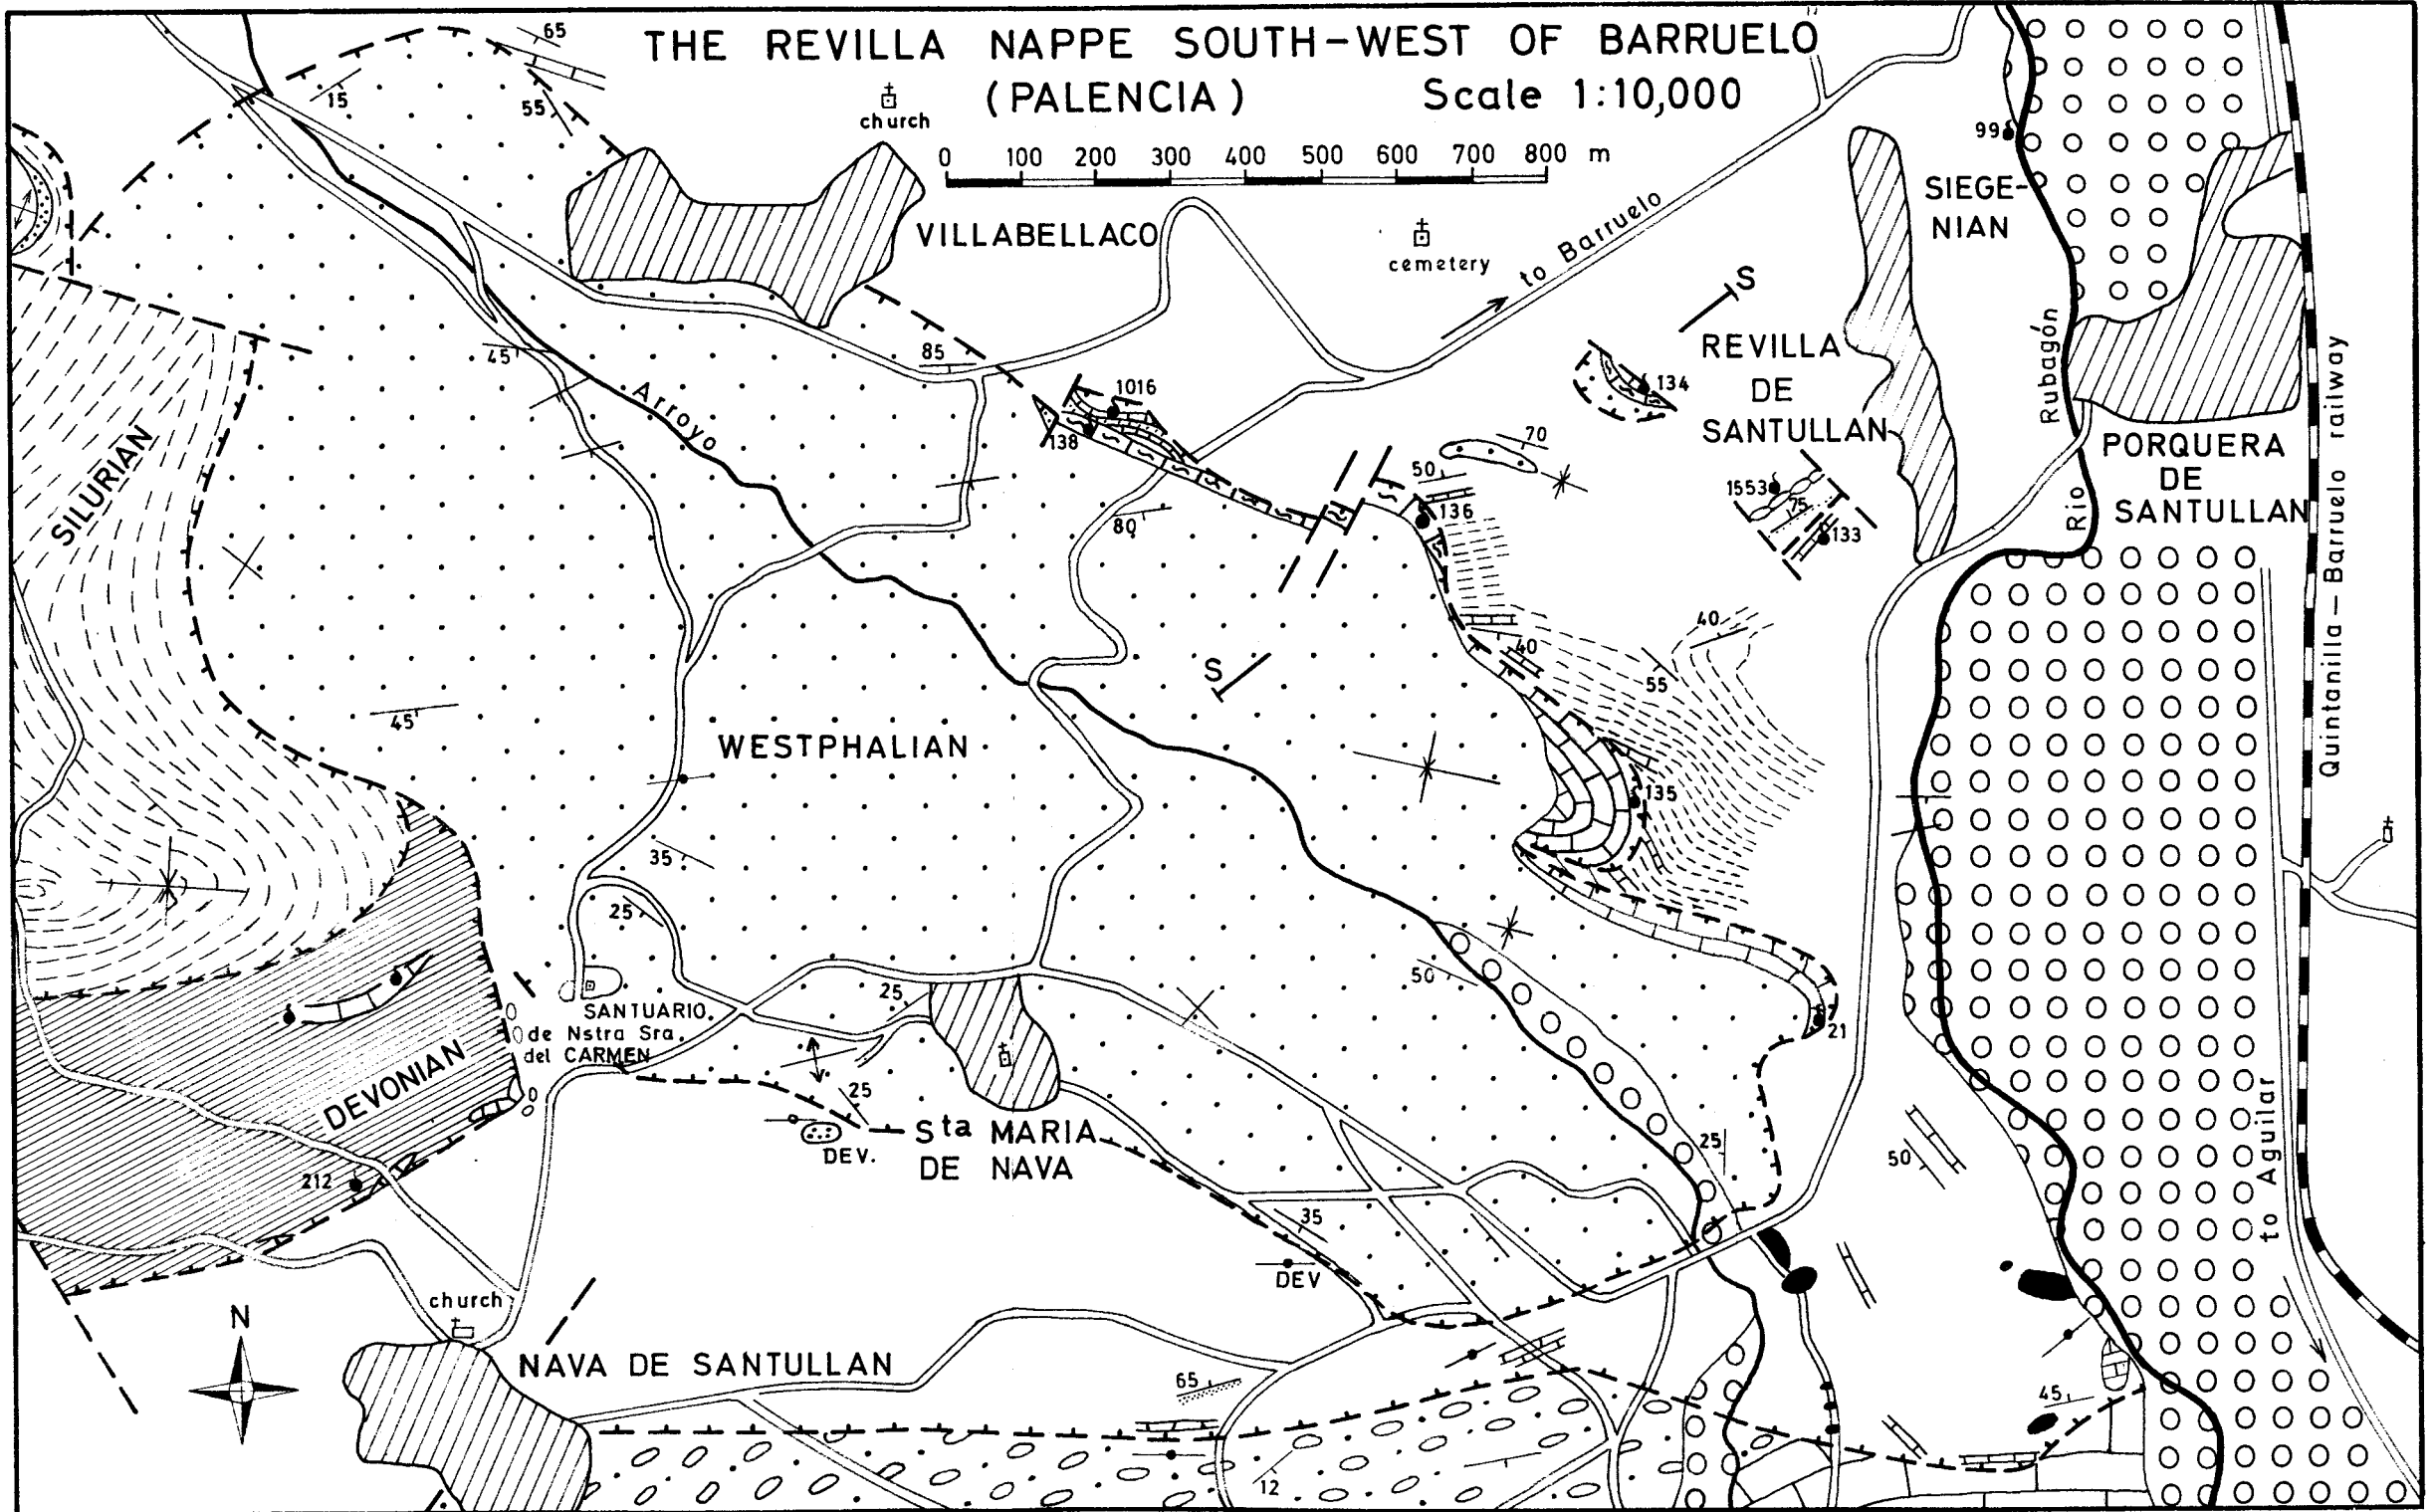 THE REVILLA NAPPE SOUTH-WEST OF BARRUELO
(PALENCIA) Scale 1:10,000
0 100 200 300 400 500 600 700 800 m
church
65
15
55
99
SIEGE-
NIAN
VILLABELLACO
cemetery
to Barruelo
S
REVILLA
DE
SANTULLAN
Rubagón
Rio
Quintanilla - Barruelo railway
45
85
1016
134
Arroyo
138
70
50
136
1553
75
133
PORQUERA
DE
SANTULLAN
SILURIAN
80
40
40
55
S
45
WESTPHALIAN
135
35
25
50
25
SANTUARIO
de Nstra Sra.
del CARMEN
21
DEVONIAN
25
DEV.
Sta MARIA
DE NAVA
25
50
to Aguilar
212
35
DEV
church
N
NAVA DE SANTULLAN
65
45
12